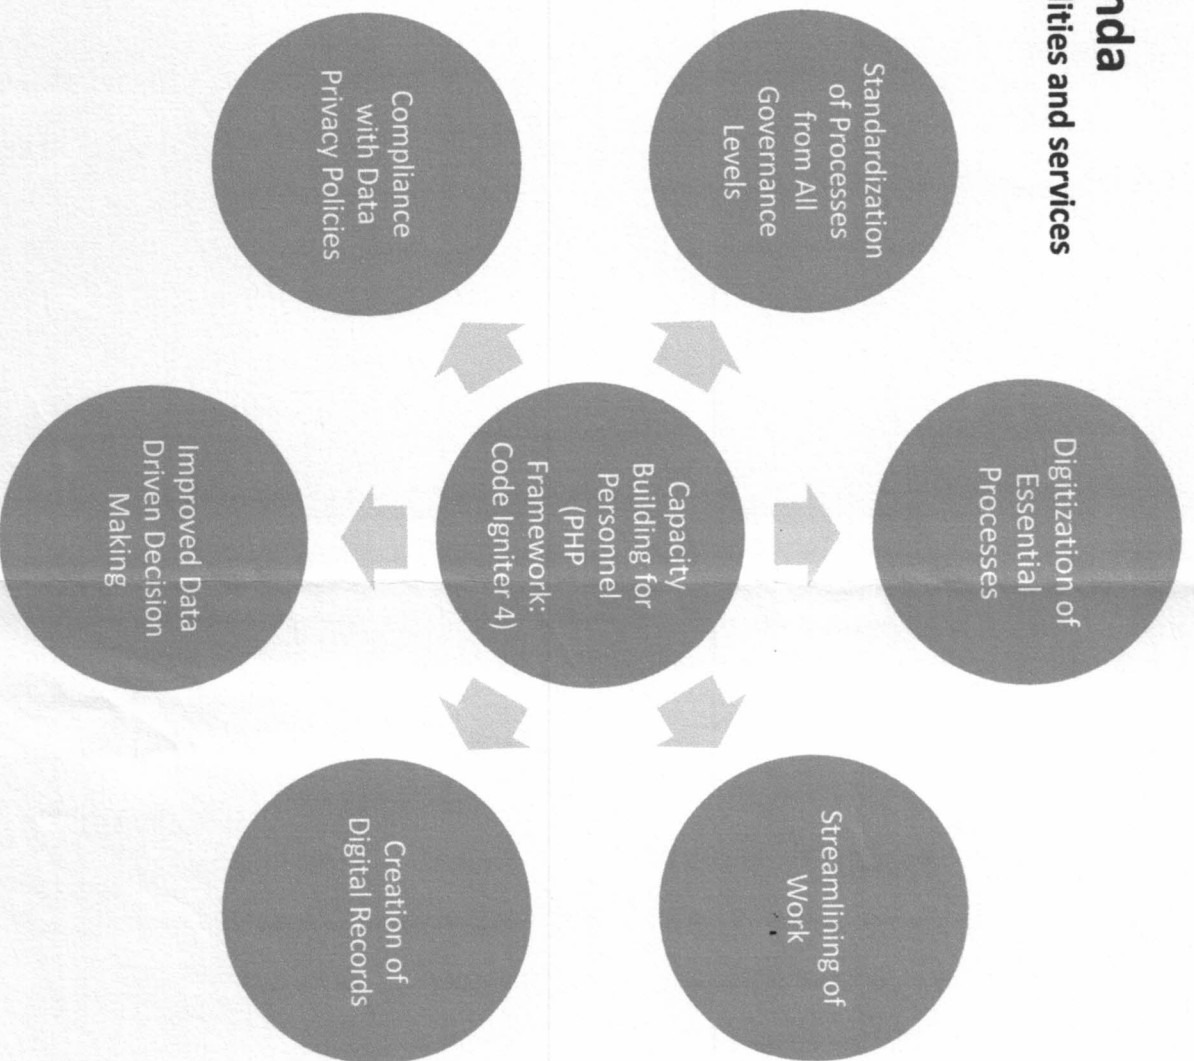 nda
ities and services
Digitization of
Essential
Processes
Standardization
of Processes
from All
Governance
Levels
Streamlining of
Work
Capacity
Building for
Personnel
(PHP
Framework:
Code Igniter 4)
Compliance
with Data
Privacy Policies
Creation of
Digital Records
Improved Data
Driven Decision
Making